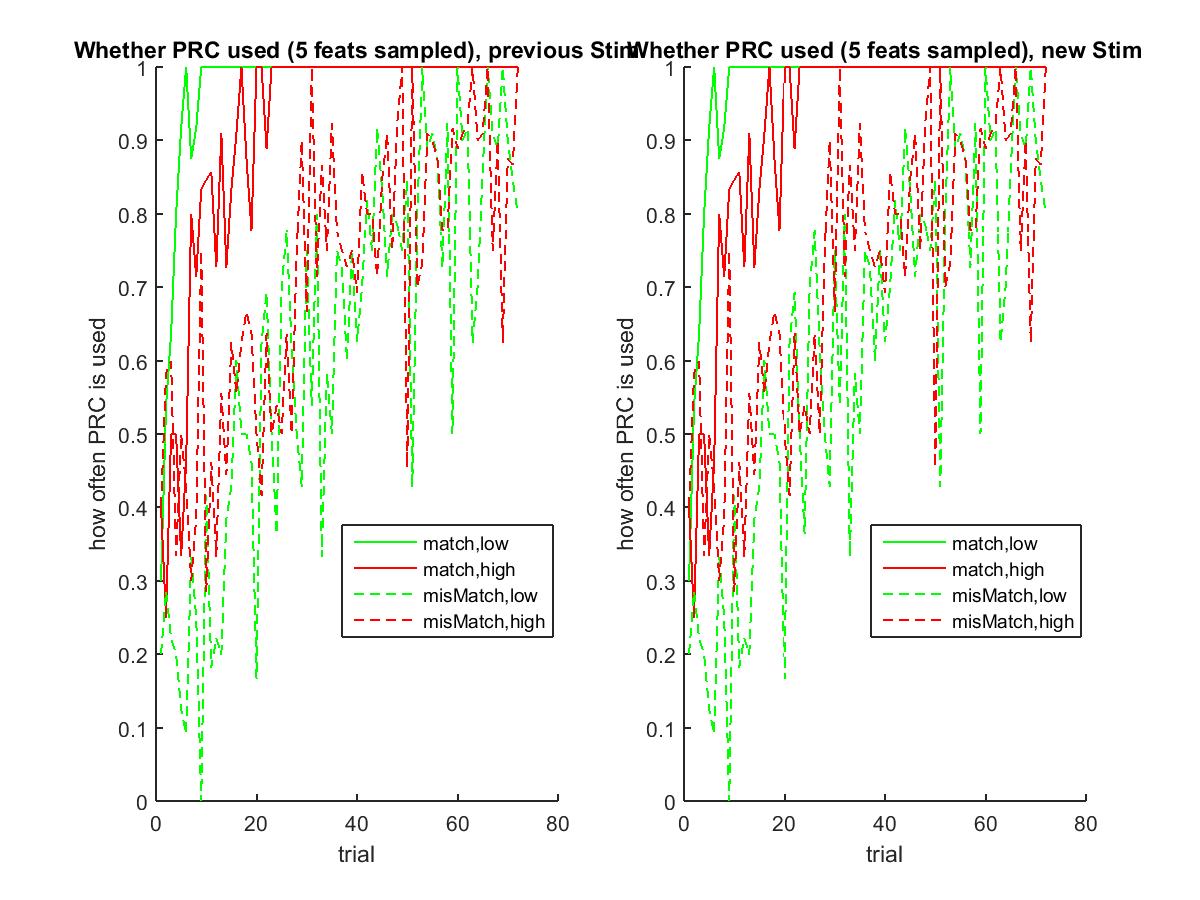 Whether PRC used (5 feats sampled), previous Stim
1
0.9
0.8
0.7
0.6
0.5
0.4
0.3
0.2
0.1
0
how often PRC is used
0
20
40
60
80
trial
match,low
match,high
misMatch,low
misMatch,high
Whether PRC used (5 feats sampled), new Stim
1
0.9
0.8
0.7
0.6
0.5
0.4
0.3
0.2
0.1
0
how often PRC is used
0
20
40
60
80
trial
match,low
match,high
misMatch,low
misMatch,high